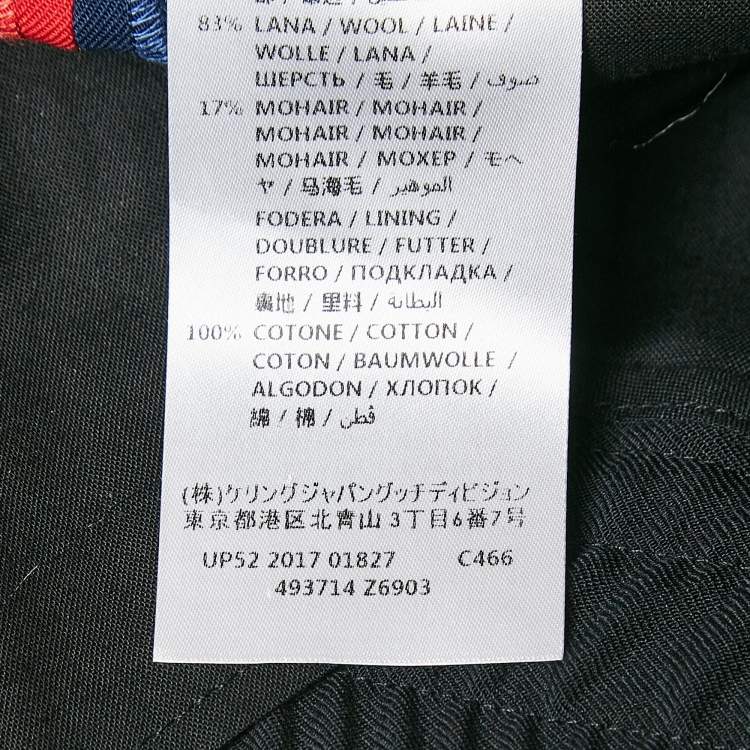 83% LANA / WOOL / LAINE /
WOLLE / LANA /
ШЕРСТЬ / 毛 / 羊毛 / صوف
17% MOHAIR / MOHAIR /
MOHAIR / MOHAIR /
MOHAIR / МОХЕР / モヘ
ヤ / 马海毛 / الموهير
FODERA / LINING /
DOUBLURE / FUTTER /
FORRO / ПОДКЛАДКА /
裏地 / 里料 / البطانة
100% COTONE / COTTON /
COTON / BAUMWOLLE /
ALGODON / ХЛОПОК /
綿 / 棉 / قطن
(株)ケリングジャパングッチディビジョン
東京都港区北青山3丁目6番7号
UP52 2017 01827 C466
493714 Z6903